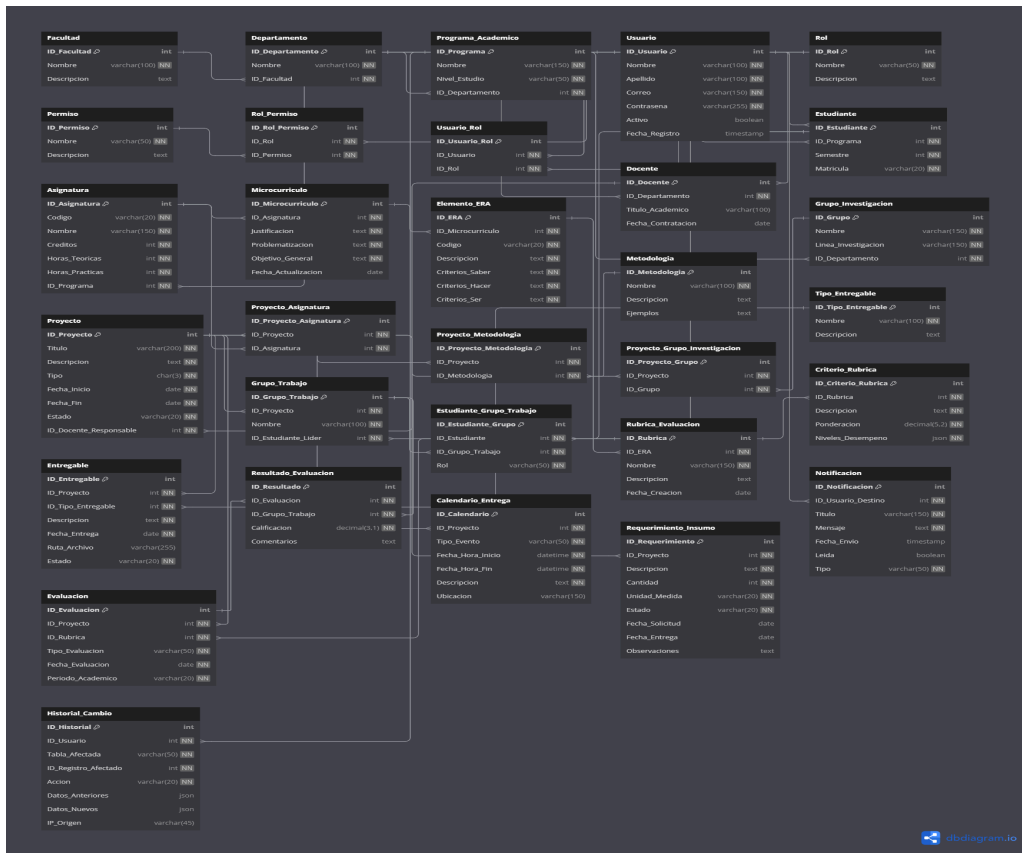 Facultad
ID_Facultad int
Nombre varchar(100) NN
Descripcion text
Departamento
ID_Departamento int
Nombre varchar(100) NN
ID_Facultad int NN
Programa_Academico
ID_Programa int
Nombre varchar(150) NN
Nivel_Estudio varchar(50) NN
ID_Departamento int NN
Usuario
ID_Usuario int
Nombre varchar(100) NN
Apellido varchar(100) NN
Correo varchar(150) NN
Contrasena varchar(255) NN
Activo boolean
Fecha_Registro timestamp
Rol
ID_Rol int
Nombre varchar(50) NN
Descripcion text
Permiso
ID_Permiso int
Nombre varchar(50) NN
Descripcion text
Rol_Permiso
ID_Rol_Permiso int
ID_Rol int NN
ID_Permiso int NN
Usuario_Rol
ID_Usuario_Rol int
ID_Usuario int NN
ID_Rol int NN
Estudiante
ID_Estudiante int
ID_Programa int NN
Semestre int NN
Matricula varchar(20) NN
Docente
ID_Docente int
ID_Departamento int NN
Titulo_Academico varchar(100)
Fecha_Contratacion date
Asignatura
ID_Asignatura int
Codigo varchar(20) NN
Nombre varchar(150) NN
Creditos int NN
Horas_Teoricas int NN
Horas_Practicas int NN
ID_Programa int NN
Microcurriculo
ID_Microcurriculo int
ID_Asignatura int NN
Justificacion text NN
Problematizacion text NN
Objetivo_General text NN
Fecha_Actualizacion date
Elemento_ERA
ID_ERA int
ID_Microcurriculo int NN
Codigo varchar(20) NN
Descripcion text NN
Criterios_Saber text NN
Criterios_Hacer text NN
Criterios_Ser text NN
Grupo_Investigacion
ID_Grupo int
Nombre varchar(150) NN
Linea_Investigacion varchar(150) NN
ID_Departamento int NN
Metodologia
ID_Metodologia int
Nombre varchar(100) NN
Descripcion text
Ejemplos text
Tipo_Entregable
ID_Tipo_Entregable int
Nombre varchar(100) NN
Descripcion text
Proyecto
ID_Proyecto int
Titulo varchar(200) NN
Descripcion text NN
Tipo char(3) NN
Fecha_Inicio date NN
Fecha_Fin date NN
Estado varchar(20) NN
ID_Docente_Responsable int NN
Proyecto_Asignatura
ID_Proyecto_Asignatura int
ID_Proyecto int NN
ID_Asignatura int NN
Proyecto_Metodologia
ID_Proyecto_Metodologia int
ID_Proyecto int NN
ID_Metodologia int NN
Proyecto_Grupo_Investigacion
ID_Proyecto_Grupo int
ID_Proyecto int NN
ID_Grupo int NN
Criterio_Rubrica
ID_Criterio_Rubrica int
ID_Rubrica int NN
Descripcion text NN
Ponderacion decimal(5,2) NN
Niveles_Desempeno json NN
Grupo_Trabajo
ID_Grupo_Trabajo int
ID_Proyecto int NN
Nombre varchar(100) NN
ID_Estudiante_Lider int NN
Estudiante_Grupo_Trabajo
ID_Estudiante_Grupo int
ID_Estudiante int NN
ID_Grupo_Trabajo int NN
Rol varchar(50) NN
Rubrica_Evaluacion
ID_Rubrica int
ID_ERA int NN
Nombre varchar(150) NN
Descripcion text
Fecha_Creacion date
Entregable
ID_Entregable int
ID_Proyecto int NN
ID_Tipo_Entregable int NN
Descripcion text NN
Fecha_Entrega date NN
Ruta_Archivo varchar(255)
Estado varchar(20) NN
Resultado_Evaluacion
ID_Resultado int
ID_Evaluacion int NN
ID_Grupo_Trabajo int NN
Calificacion decimal(3,1) NN
Comentarios text
Calendario_Entrega
ID_Calendario int
ID_Proyecto int NN
Tipo_Evento varchar(50) NN
Fecha_Hora_Inicio datetime NN
Fecha_Hora_Fin datetime NN
Descripcion text NN
Ubicacion varchar(150)
Notificacion
ID_Notificacion int
ID_Usuario_Destino int NN
Titulo varchar(150) NN
Mensaje text NN
Fecha_Envio timestamp
Leida boolean
Tipo varchar(50) NN
Requerimiento_Insumo
ID_Requerimiento int
ID_Proyecto int NN
Descripcion text NN
Cantidad int NN
Unidad_Medida varchar(20) NN
Estado varchar(20) NN
Fecha_Solicitud date
Fecha_Entrega date
Observaciones text
Evaluacion
ID_Evaluacion int
ID_Proyecto int NN
ID_Rubrica int NN
Tipo_Evaluacion varchar(50) NN
Fecha_Evaluacion date NN
Periodo_Academico varchar(20) NN
Historial_Cambio
ID_Historial int
ID_Usuario int NN
Tabla_Afectada varchar(50) NN
ID_Registro_Afectado int NN
Accion varchar(20) NN
Datos_Anteriores json
Datos_Nuevos json
IP_Origen varchar(45)
dbdiagram.io